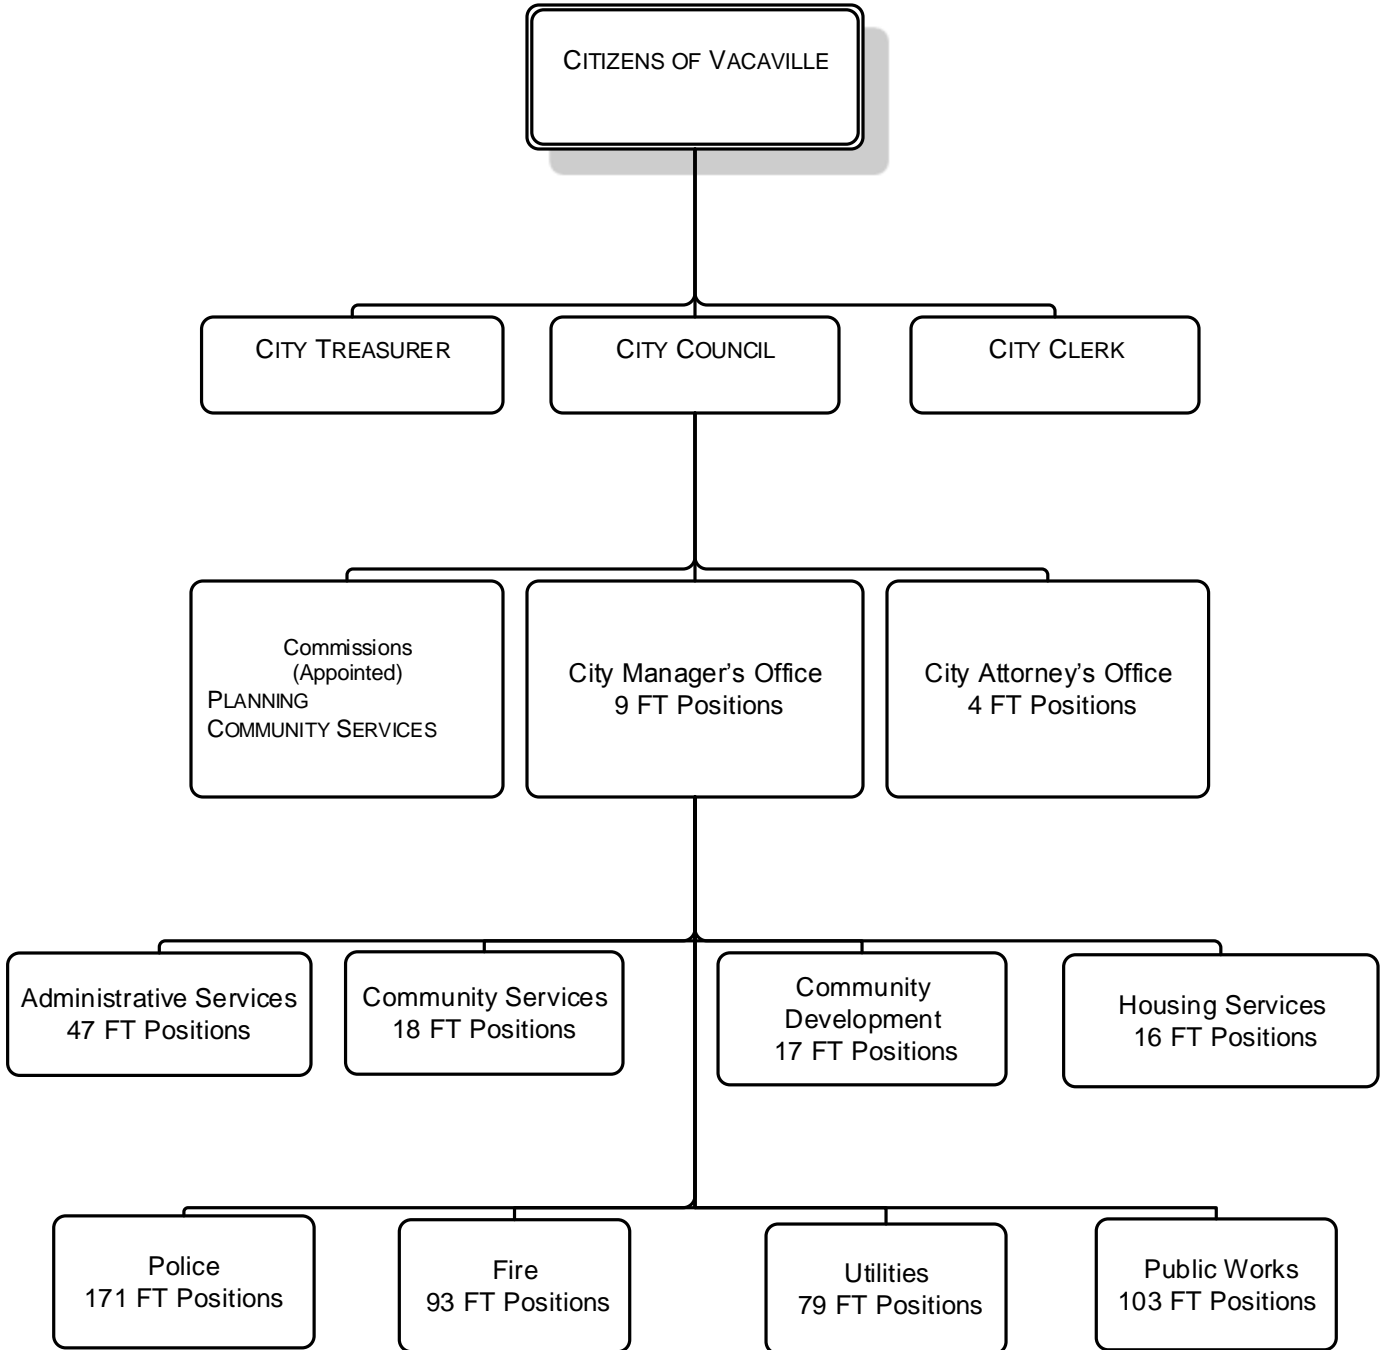 CITIZENS OF VACAVILLE
CITY TREASURER
CITY COUNCIL
CITY CLERK
Commissions
(Appointed)
PLANNING
COMMUNITY SERVICES
City Manager’s Office
9 FT Positions
City Attorney’s Office
4 FT Positions
Administrative Services
47 FT Positions
Community Services
18 FT Positions
Community
Development
17 FT Positions
Housing Services
16 FT Positions
Police
171 FT Positions
Fire
93 FT Positions
Utilities
79 FT Positions
Public Works
103 FT Positions